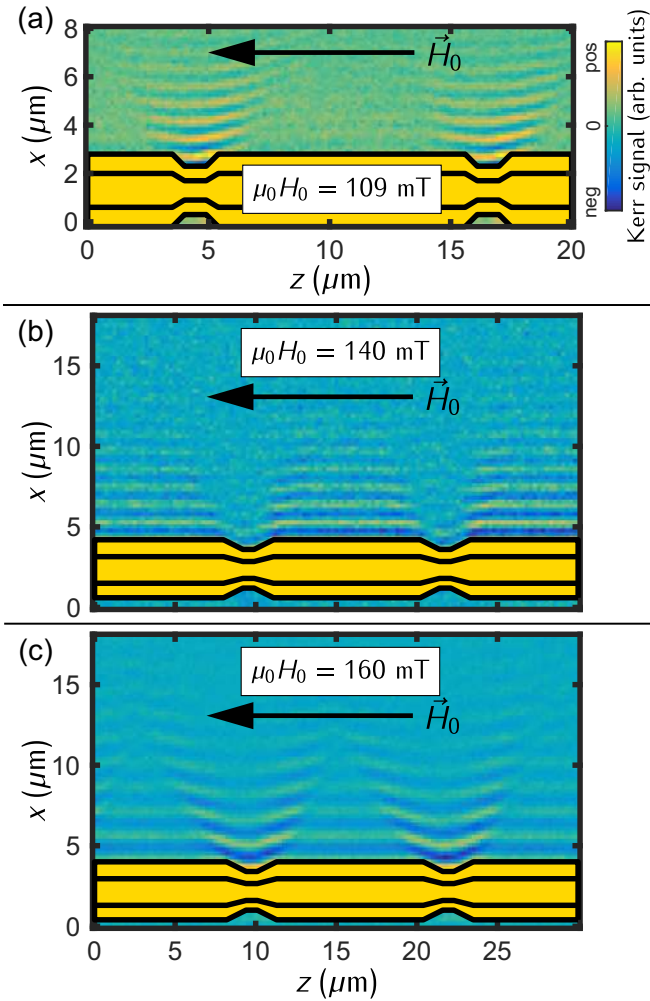 (a)
8
6
4
2
0
x (μm)
H⃗₀
μ₀H₀ = 109 mT
0
5
10
15
20
z (μm)
pos
0
neg
Kerr signal (arb. units)
(b)
15
10
5
0
x (μm)
μ₀H₀ = 140 mT
H⃗₀
(c)
15
10
5
0
x (μm)
μ₀H₀ = 160 mT
H⃗₀
0
5
10
15
20
25
z (μm)